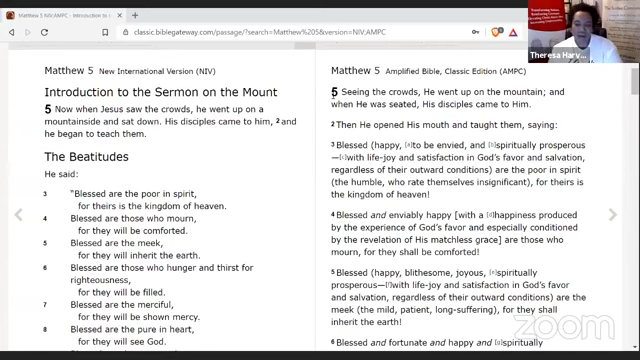 Matthew 5 NIV;AMPC - Introduction to
classic.biblegateway.com/passage/?search=Matthew%205&version=NIV;AMPC
Theresa Harv...
Matthew 5 New International Version (NIV)
Introduction to the Sermon on the Mount
5 Now when Jesus saw the crowds, he went up on a
mountainside and sat down. His disciples came to him, 2 and
he began to teach them.
The Beatitudes
He said:
3 "Blessed are the poor in spirit,
for theirs is the kingdom of heaven.
4 Blessed are those who mourn,
for they will be comforted.
5 Blessed are the meek,
for they will inherit the earth.
6 Blessed are those who hunger and thirst for
righteousness,
for they will be filled.
7 Blessed are the merciful,
for they will be shown mercy.
8 Blessed are the pure in heart,
for they will see God.
Matthew 5 Amplified Bible, Classic Edition (AMPC)
5 Seeing the crowds, He went up on the mountain; and
when He was seated, His disciples came to Him.
2 Then He opened His mouth and taught them, saying:
3 Blessed (happy, [a]to be envied, and [b]spiritually prosperous
—[c]with life-joy and satisfaction in God's favor and salvation,
regardless of their outward conditions) are the poor in spirit
(the humble, who rate themselves insignificant), for theirs is
the kingdom of heaven!
4 Blessed and enviably happy [with a [d]happiness produced
by the experience of God's favor and especially conditioned
by the revelation of His matchless grace] are those who
mourn, for they shall be comforted!
5 Blessed (happy, blithesome, joyous, [e]spiritually
prosperous—[f]with life-joy and satisfaction in God's favor
and salvation, regardless of their outward conditions) are the
meek (the mild, patient, long-suffering), for they shall
inherit the earth!
6 Blessed and fortunate and happy and spiritually
zoom